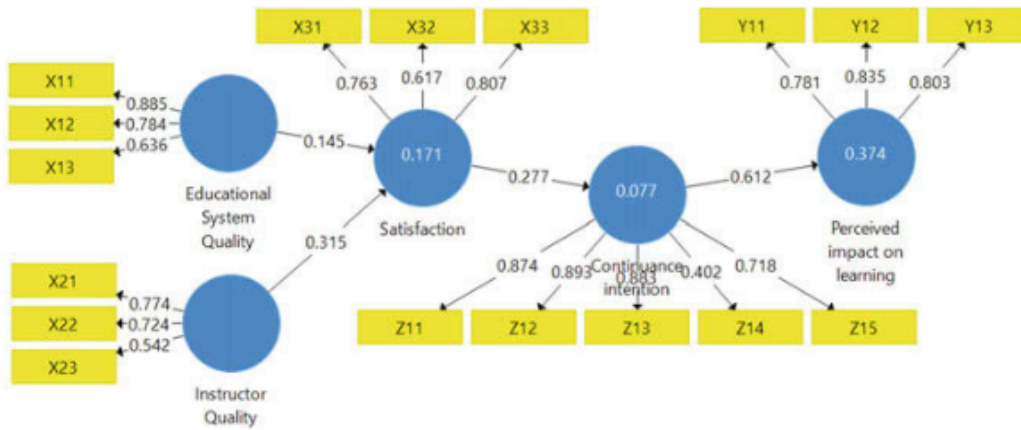 X31
X32
X33
Y11
Y12
Y13
0.763
0.617
0.807
0.781
0.835
0.803
X11
X12
X13
0.885
0.784
0.636
0.145
0.171
0.277
0.077
0.612
0.374
Educational
System
Quality
Satisfaction
Perceived
impact on
learning
0.315
Continuance
intention
0.874
0.893
0.883
0.402
0.718
X21
X22
X23
0.774
0.724
0.542
Z11
Z12
Z13
Z14
Z15
Instructor
Quality